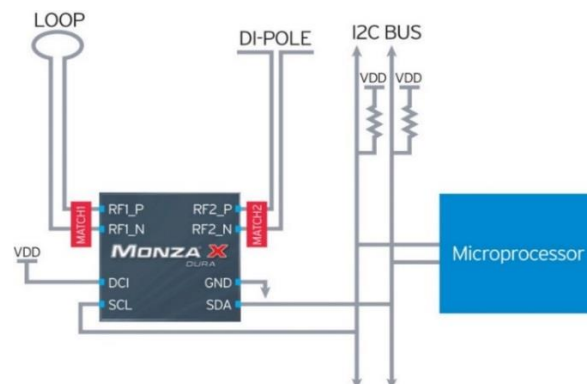 LOOP
DI-POLE
I2C BUS
VDD
VDD
MATCH1
RF1_P
RF2_P
MATCH2
RF1_N
RF2_N
MONZA X
DURA
VDD
DCI
GND
SCL
SDA
Microprocessor